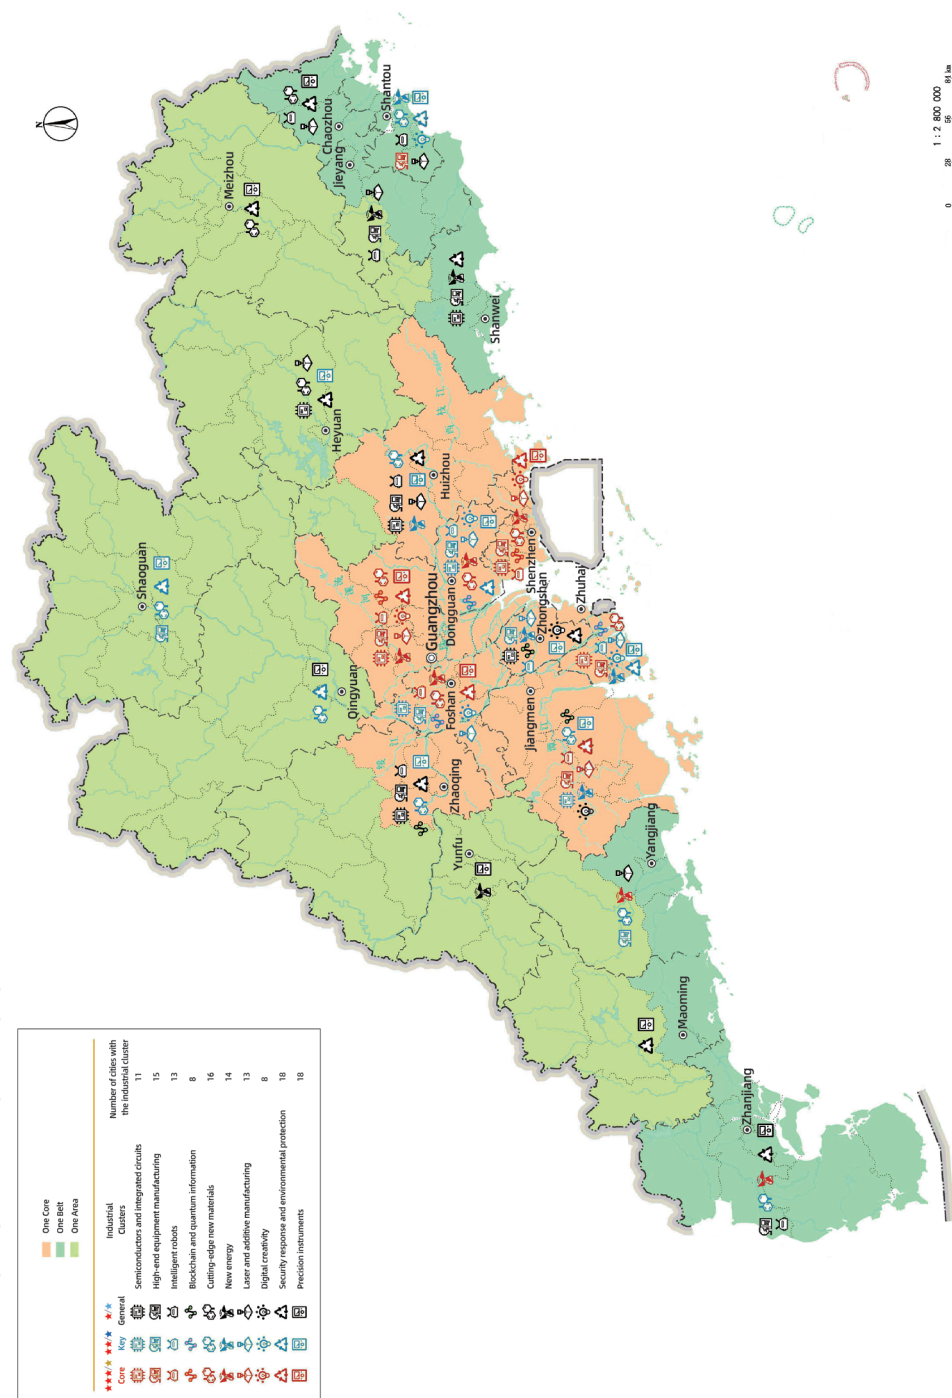 One Core
One Belt
One Area
★★★/★ ★★/★ ★/★ Industrial Clusters Number of cities with the industrial cluster
Core Key General
Semiconductors and integrated circuits 11
High-end equipment manufacturing 15
Intelligent robots 13
Blockchain and quantum information 8
Cutting-edge new materials 16
New energy 14
Laser and additive manufacturing 13
Digital creativity 8
Security response and environmental protection 18
Precision instruments 18
N
Shaoguan
Meizhou
Chaozhou
Jieyang
Shantou
Heyuan
Qingyuan
Shanwei
Huizhou
Guangzhou
Dongguan
Foshan
Zhaoqing
Yunfu
Shenzhen
Zhongshan
Zhuhai
Jiangmen
Yangjiang
Maoming
Zhanjiang
1 : 2 800 000
0 28 56 84 km